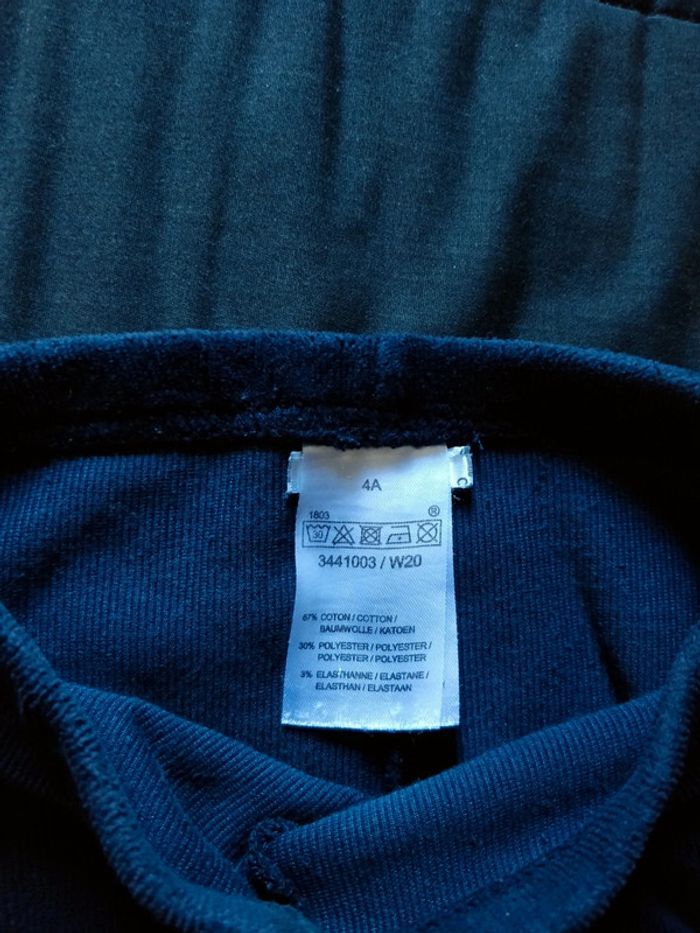 4A
C
1803
®
30
3441003 / W20
67% COTON / COTTON /
BAUMWOLLE / KATOEN
30% POLYESTER / POLYESTER /
POLYESTER / POLYESTER
3% ELASTHANNE / ELASTANE /
ELASTHAN / ELASTAAN